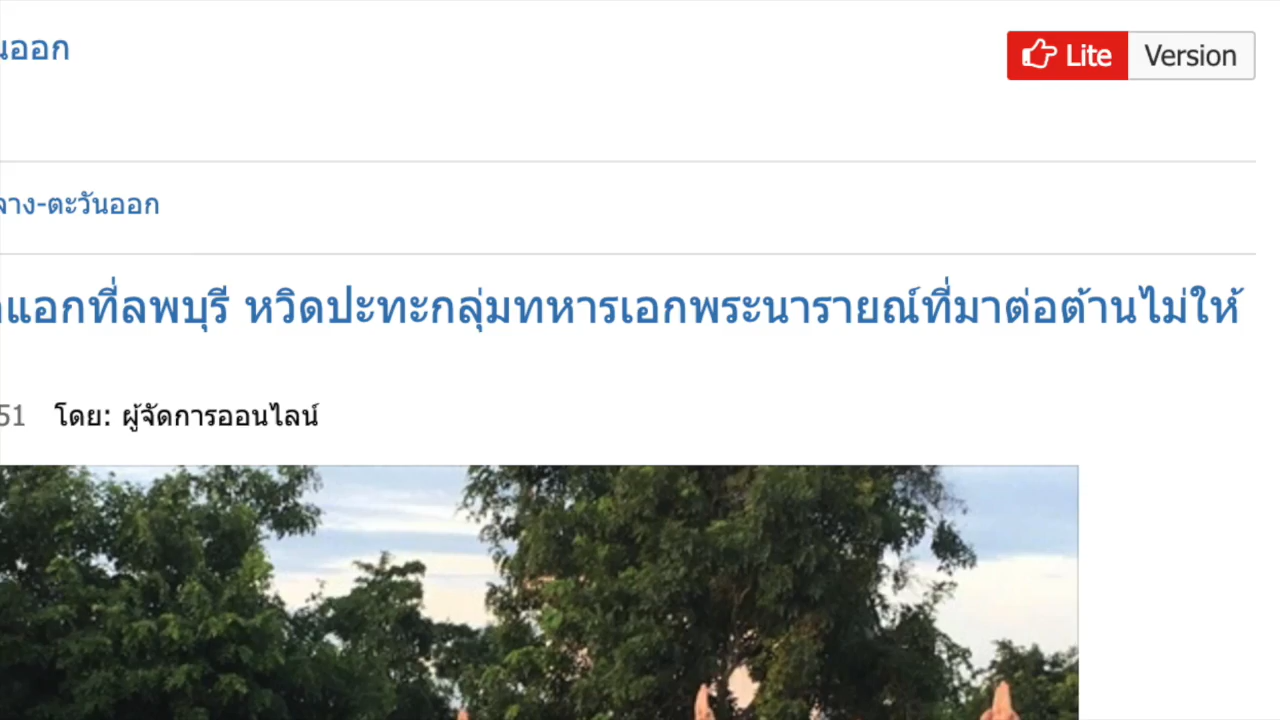 นออก
Lite Version
ลาง-ตะวันออก
แอกที่ลพบุรี หวิดปะทะกลุ่มทหารเอกพระนารายณ์ที่มาต่อต้านไม่ให้
51 โดย: ผู้จัดการออนไลน์